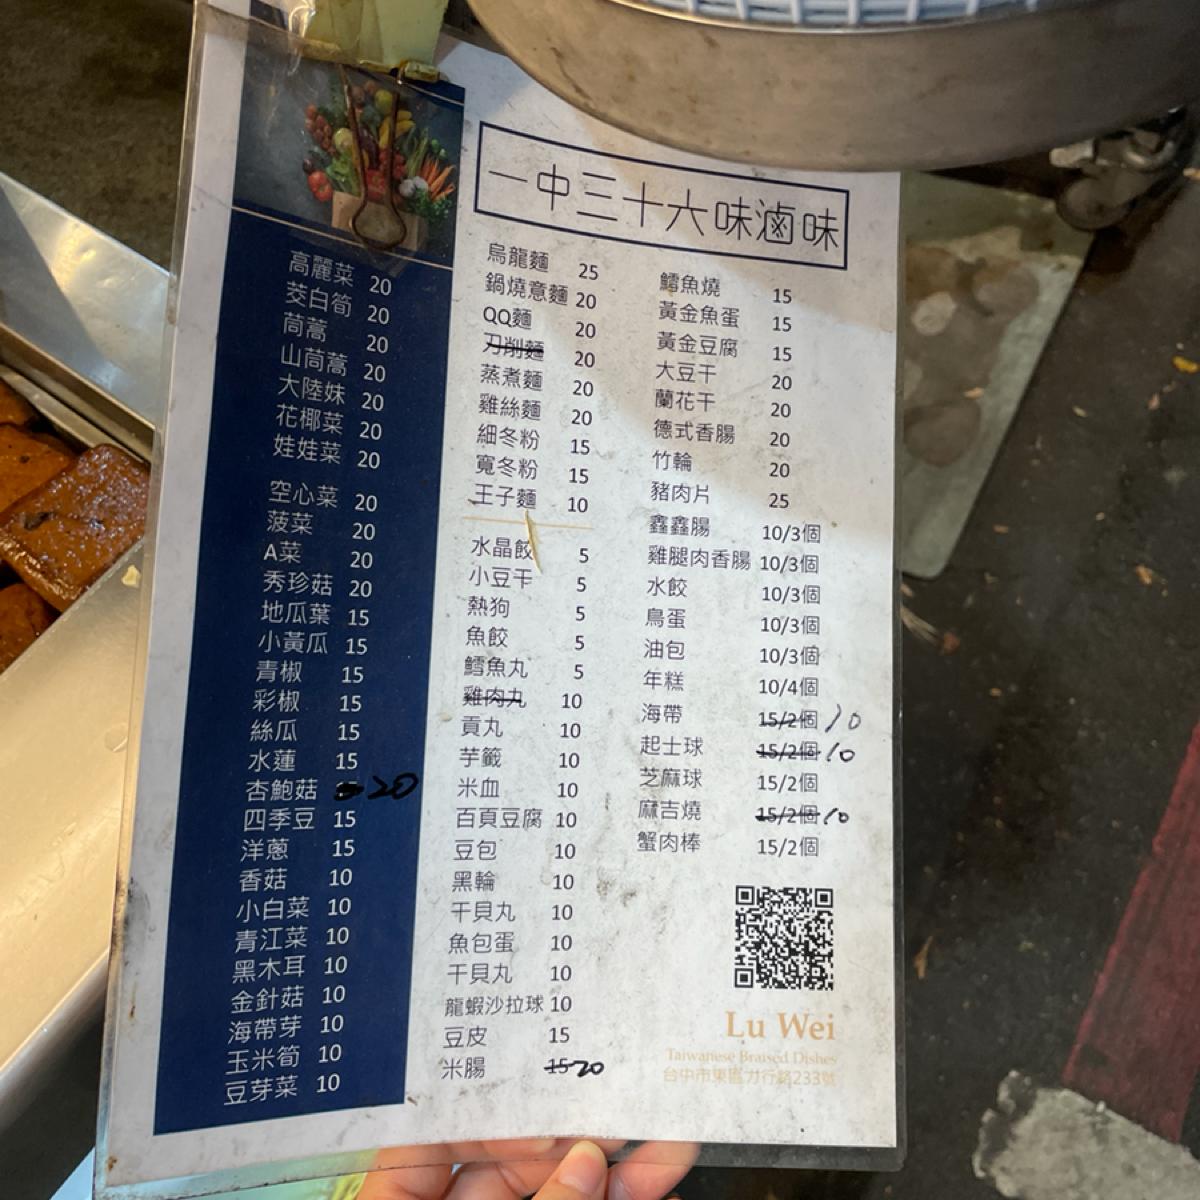 一中三十六味滷味
高麗菜 20
茭白筍 20
茼蒿 20
山茼蒿 20
大陸妹 20
花椰菜 20
娃娃菜 20
空心菜 20
菠菜 20
A菜 20
秀珍菇 20
地瓜葉 15
小黃瓜 15
青椒 15
彩椒 15
絲瓜 15
水蓮 15
杏鮑菇 20
四季豆 15
洋蔥 15
香菇 10
小白菜 10
青江菜 10
黑木耳 10
金針菇 10
海帶芽 10
玉米筍 10
豆芽菜 10
烏龍麵 25
鍋燒意麵 20
QQ麵 20
刀削麵 20
蒸煮麵 20
雞絲麵 20
細冬粉 15
寬冬粉 15
王子麵 10
水晶餃 5
小豆干 5
熱狗 5
魚餃 5
鱈魚丸 5
雞肉丸 10
貢丸 10
芋籤 10
米血 10
百頁豆腐 10
豆包 10
黑輪 10
干貝丸 10
魚包蛋 10
干貝丸 10
龍蝦沙拉球 10
豆皮 15
米腸 15 20
鱈魚燒 15
黃金魚蛋 15
黃金豆腐 15
大豆干 20
蘭花干 20
德式香腸 20
竹輪 20
豬肉片 25
鑫鑫腸 10/3個
雞腿肉香腸 10/3個
水餃 10/3個
鳥蛋 10/3個
油包 10/3個
年糕 10/4個
海帶 15/2個 10
起士球 15/2個 10
芝麻球 15/2個
麻吉燒 15/2個 10
蟹肉棒 15/2個
Lu Wei
Taiwanese Braised Dishes
台中市東區力行路233號